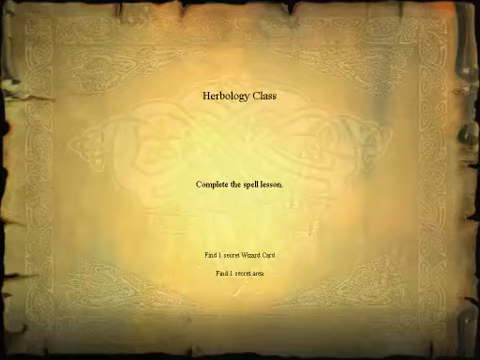 Herbology Class
Complete the spell lesson.
Find 1 secret Wizard Card
Find 1 secret area